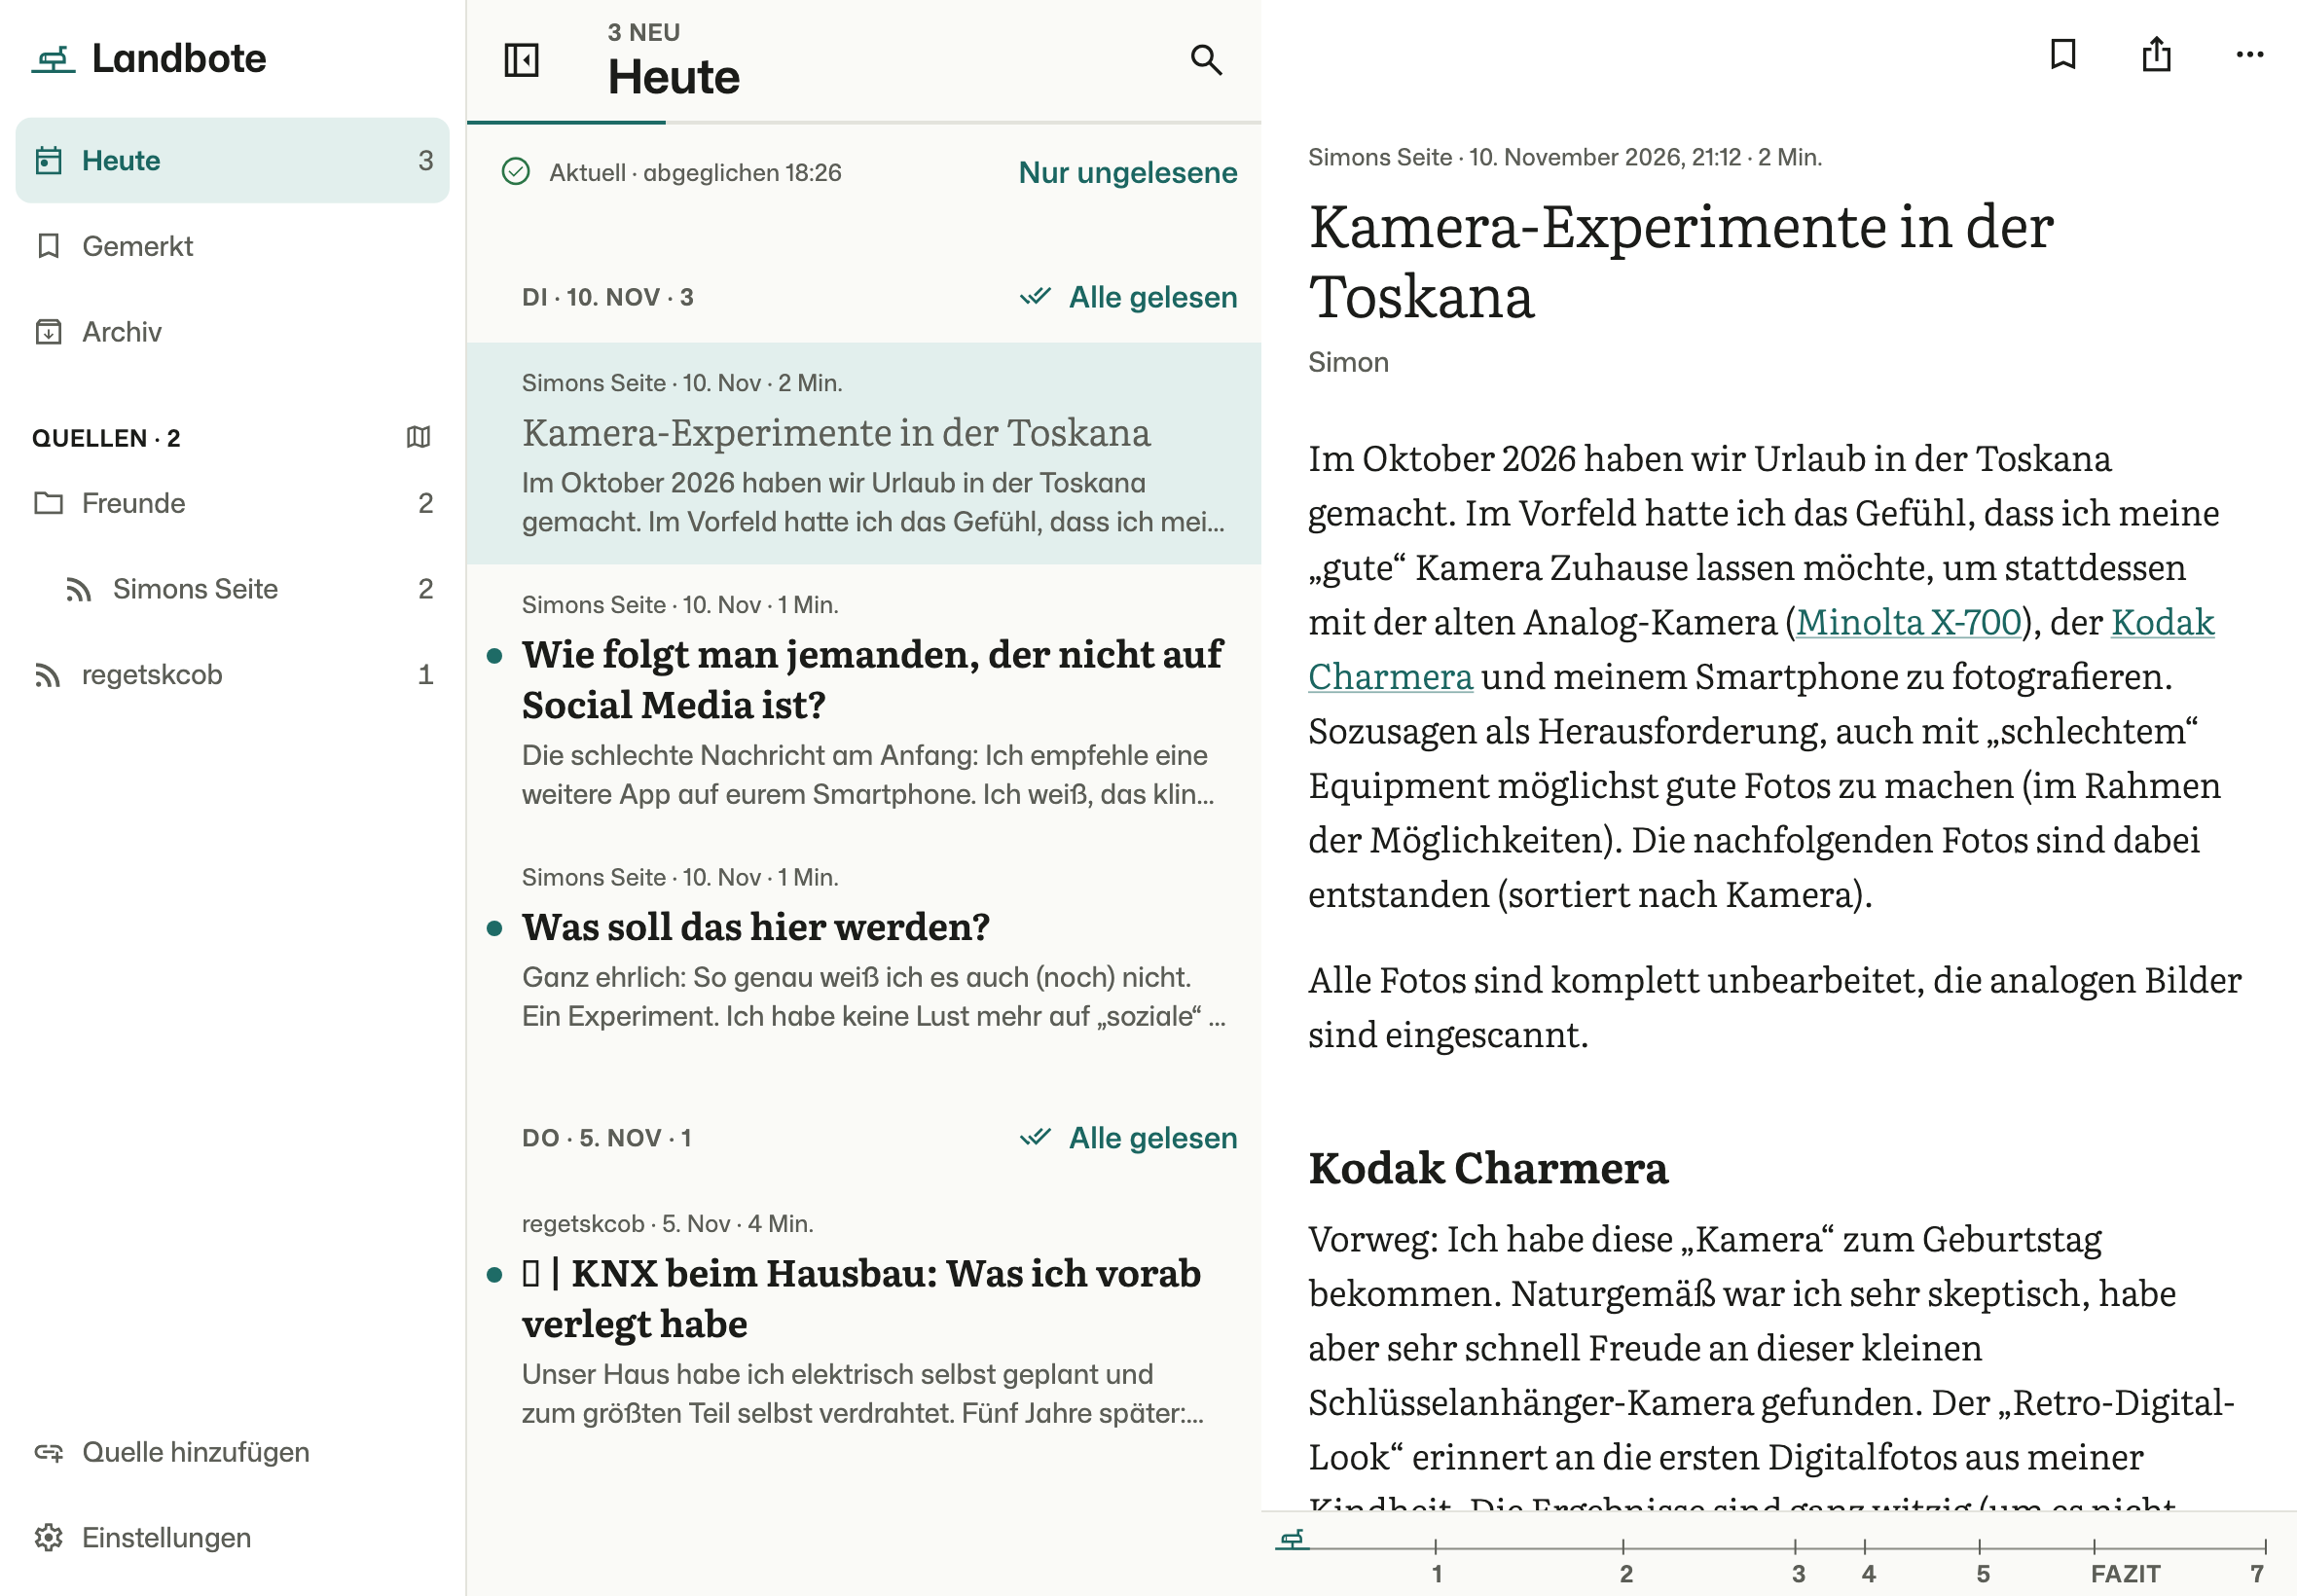 Landbote
Heute 3
Gemerkt
Archiv
QUELLEN · 2
Freunde 2
Simons Seite 2
regetskcob 1
Quelle hinzufügen
Einstellungen
3 NEU
Heute
Aktuell · abgeglichen 18:26 Nur ungelesene
DI · 10. NOV · 3 Alle gelesen
Simons Seite · 10. Nov · 2 Min.
Kamera-Experimente in der Toskana
Im Oktober 2026 haben wir Urlaub in der Toskana
gemacht. Im Vorfeld hatte ich das Gefühl, dass ich mei...
Simons Seite · 10. Nov · 1 Min.
Wie folgt man jemanden, der nicht auf
Social Media ist?
Die schlechte Nachricht am Anfang: Ich empfehle eine
weitere App auf eurem Smartphone. Ich weiß, das klin...
Simons Seite · 10. Nov · 1 Min.
Was soll das hier werden?
Ganz ehrlich: So genau weiß ich es auch (noch) nicht.
Ein Experiment. Ich habe keine Lust mehr auf „soziale“ ...
DO · 5. NOV · 1 Alle gelesen
regetskcob · 5. Nov · 4 Min.
| KNX beim Hausbau: Was ich vorab
verlegt habe
Unser Haus habe ich elektrisch selbst geplant und
zum größten Teil selbst verdrahtet. Fünf Jahre später:...
Simons Seite · 10. November 2026, 21:12 · 2 Min.
Kamera-Experimente in der
Toskana
Simon
Im Oktober 2026 haben wir Urlaub in der Toskana
gemacht. Im Vorfeld hatte ich das Gefühl, dass ich meine
„gute“ Kamera Zuhause lassen möchte, um stattdessen
mit der alten Analog-Kamera (Minolta X-700), der Kodak
Charmera und meinem Smartphone zu fotografieren.
Sozusagen als Herausforderung, auch mit „schlechtem“
Equipment möglichst gute Fotos zu machen (im Rahmen
der Möglichkeiten). Die nachfolgenden Fotos sind dabei
entstanden (sortiert nach Kamera).
Alle Fotos sind komplett unbearbeitet, die analogen Bilder
sind eingescannt.
Kodak Charmera
Vorweg: Ich habe diese „Kamera“ zum Geburtstag
bekommen. Naturgemäß war ich sehr skeptisch, habe
aber sehr schnell Freude an dieser kleinen
Schlüsselanhänger-Kamera gefunden. Der „Retro-Digital-
Look“ erinnert an die ersten Digitalfotos aus meiner
Kindheit. Die Ergebnisse sind ganz witzig (um es nicht
1 2 3 4 5 FAZIT 7